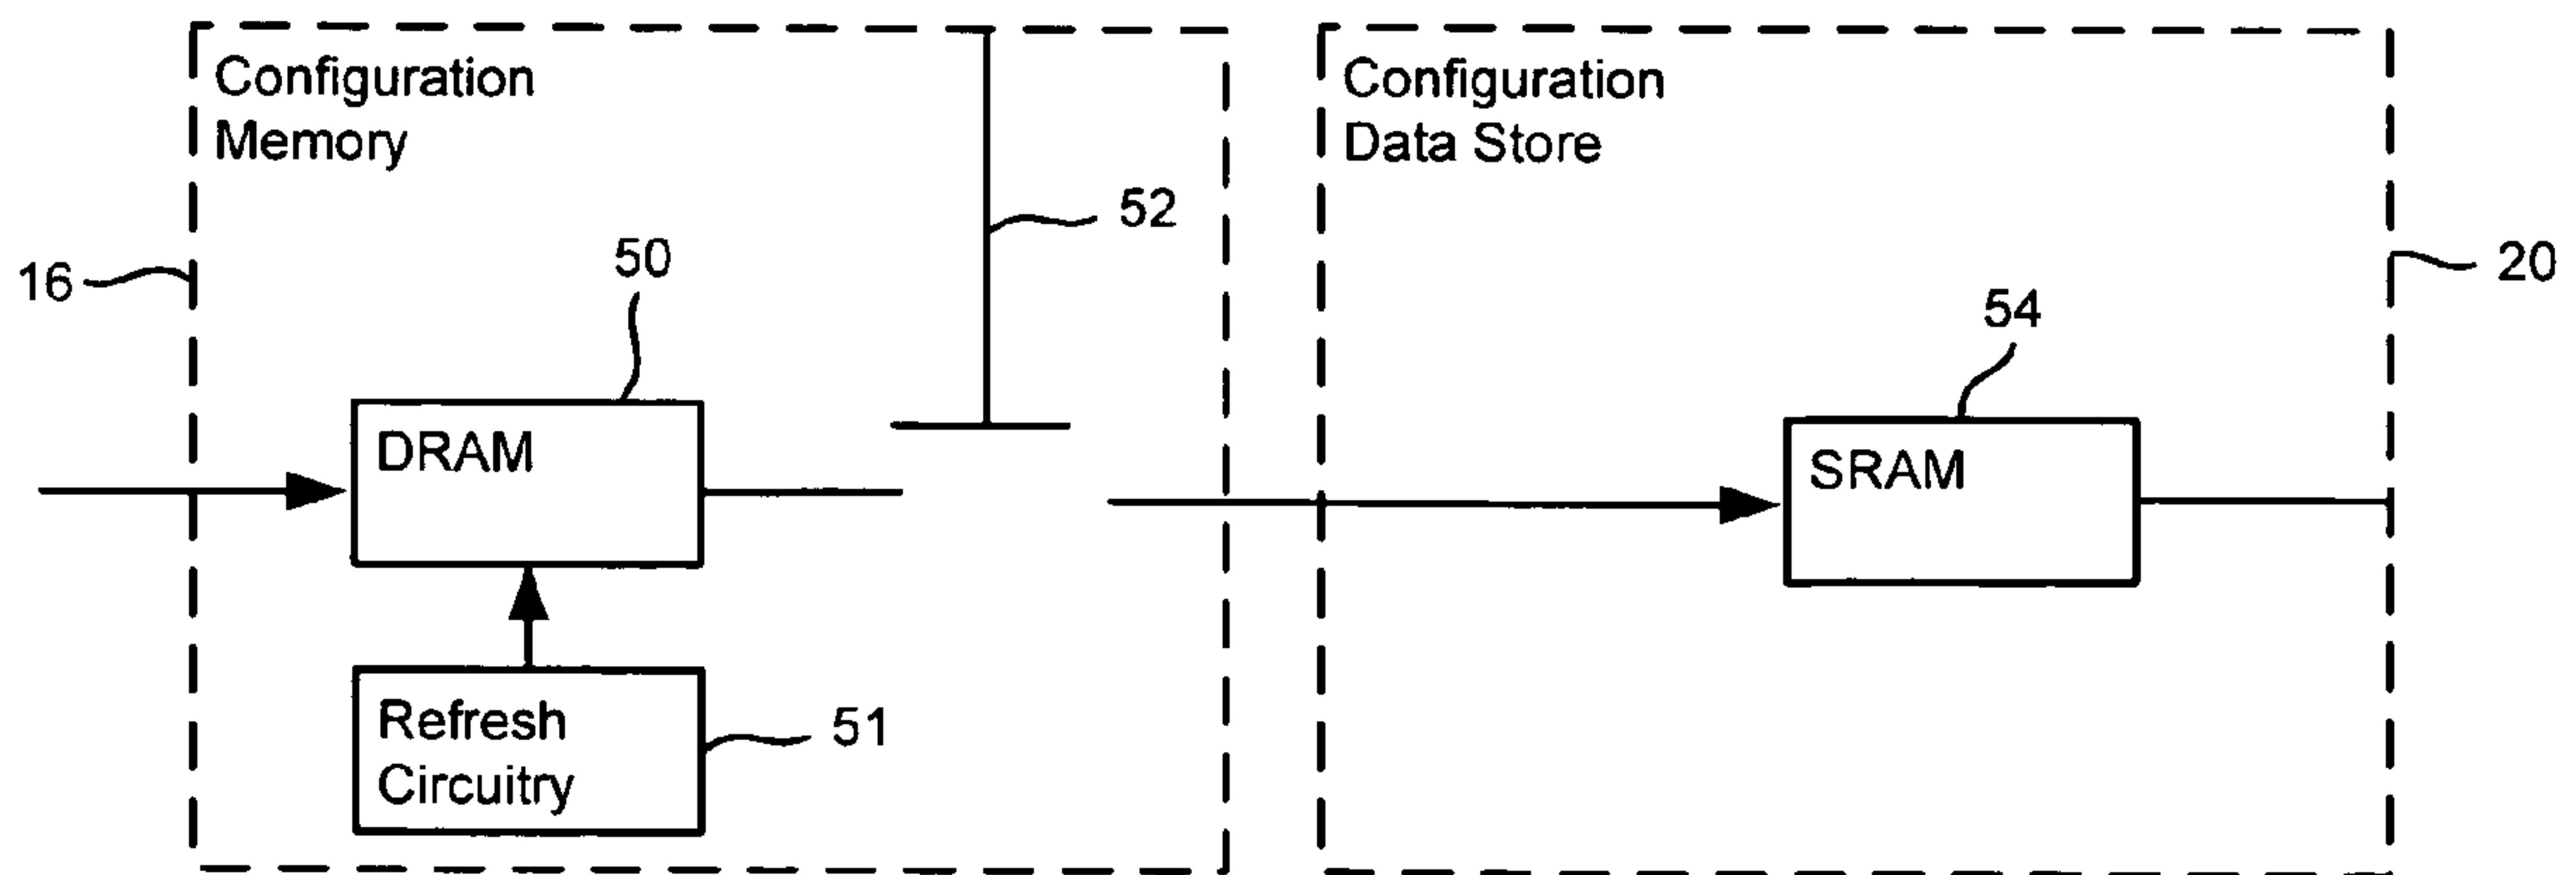 Configuration
Memory
Configuration
Data Store
52
16
50
20
54
DRAM
SRAM
Refresh
Circuitry
51